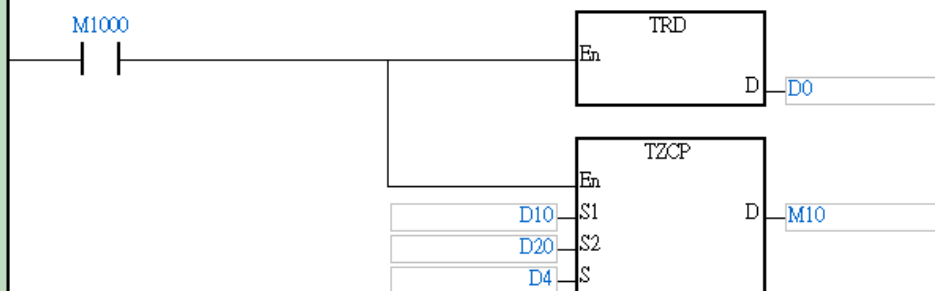 M1000
TRD
En
D D0
TZCP
En
D10 S1 D M10
D20 S2
D4 S